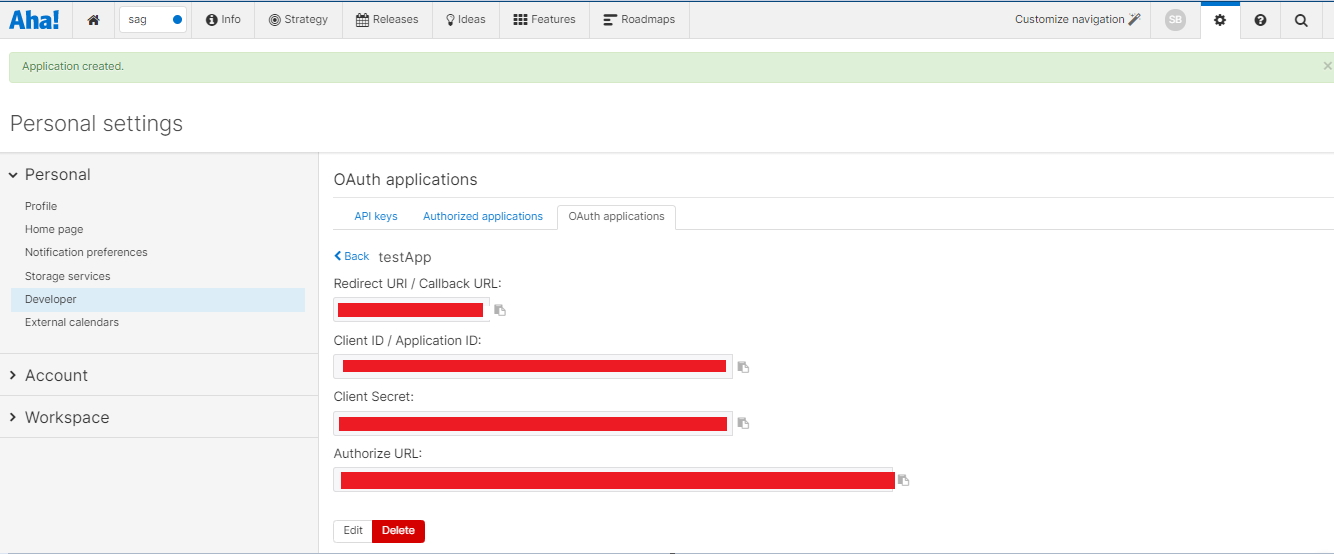 Aha! sag Info Strategy Releases Ideas Features Roadmaps Customize navigation SB
Application created.
Personal settings
Personal
Profile
Home page
Notification preferences
Storage services
Developer
External calendars
Account
Workspace
OAuth applications
API keys Authorized applications OAuth applications
Back testApp
Redirect URI / Callback URL:
Client ID / Application ID:
Client Secret:
Authorize URL:
Edit Delete